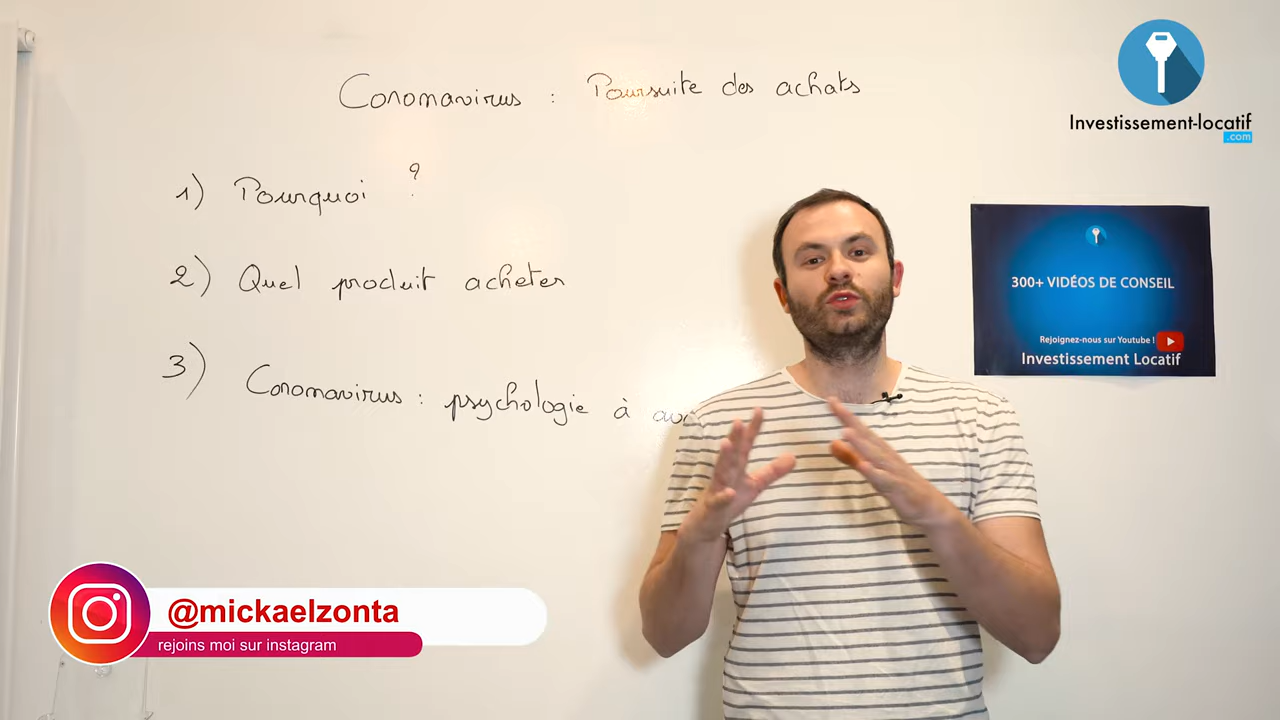 Coronavirus : Poursuite des achats
Investissement-locatif
.com
1) Pourquoi ?
2) Quel produit acheter
3) Coronavirus : psychologie à
300+ VIDÉOS DE CONSEIL
Rejoignez-nous sur Youtube !
Investissement Locatif
@mickaelzonta
rejoins moi sur instagram